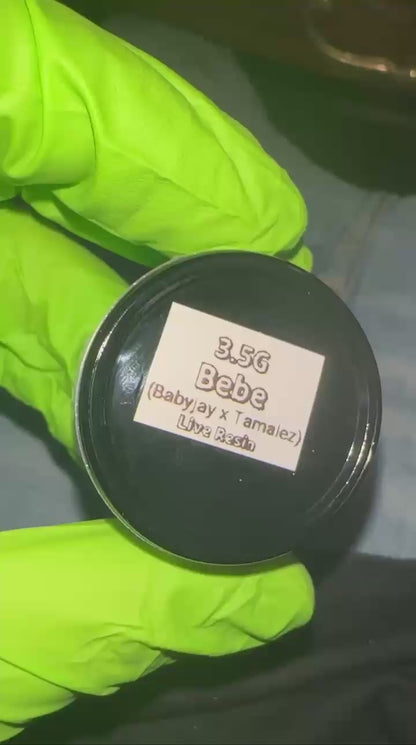 3.5G
Bebe
(Babyjay x Tamalez)
Live Resin